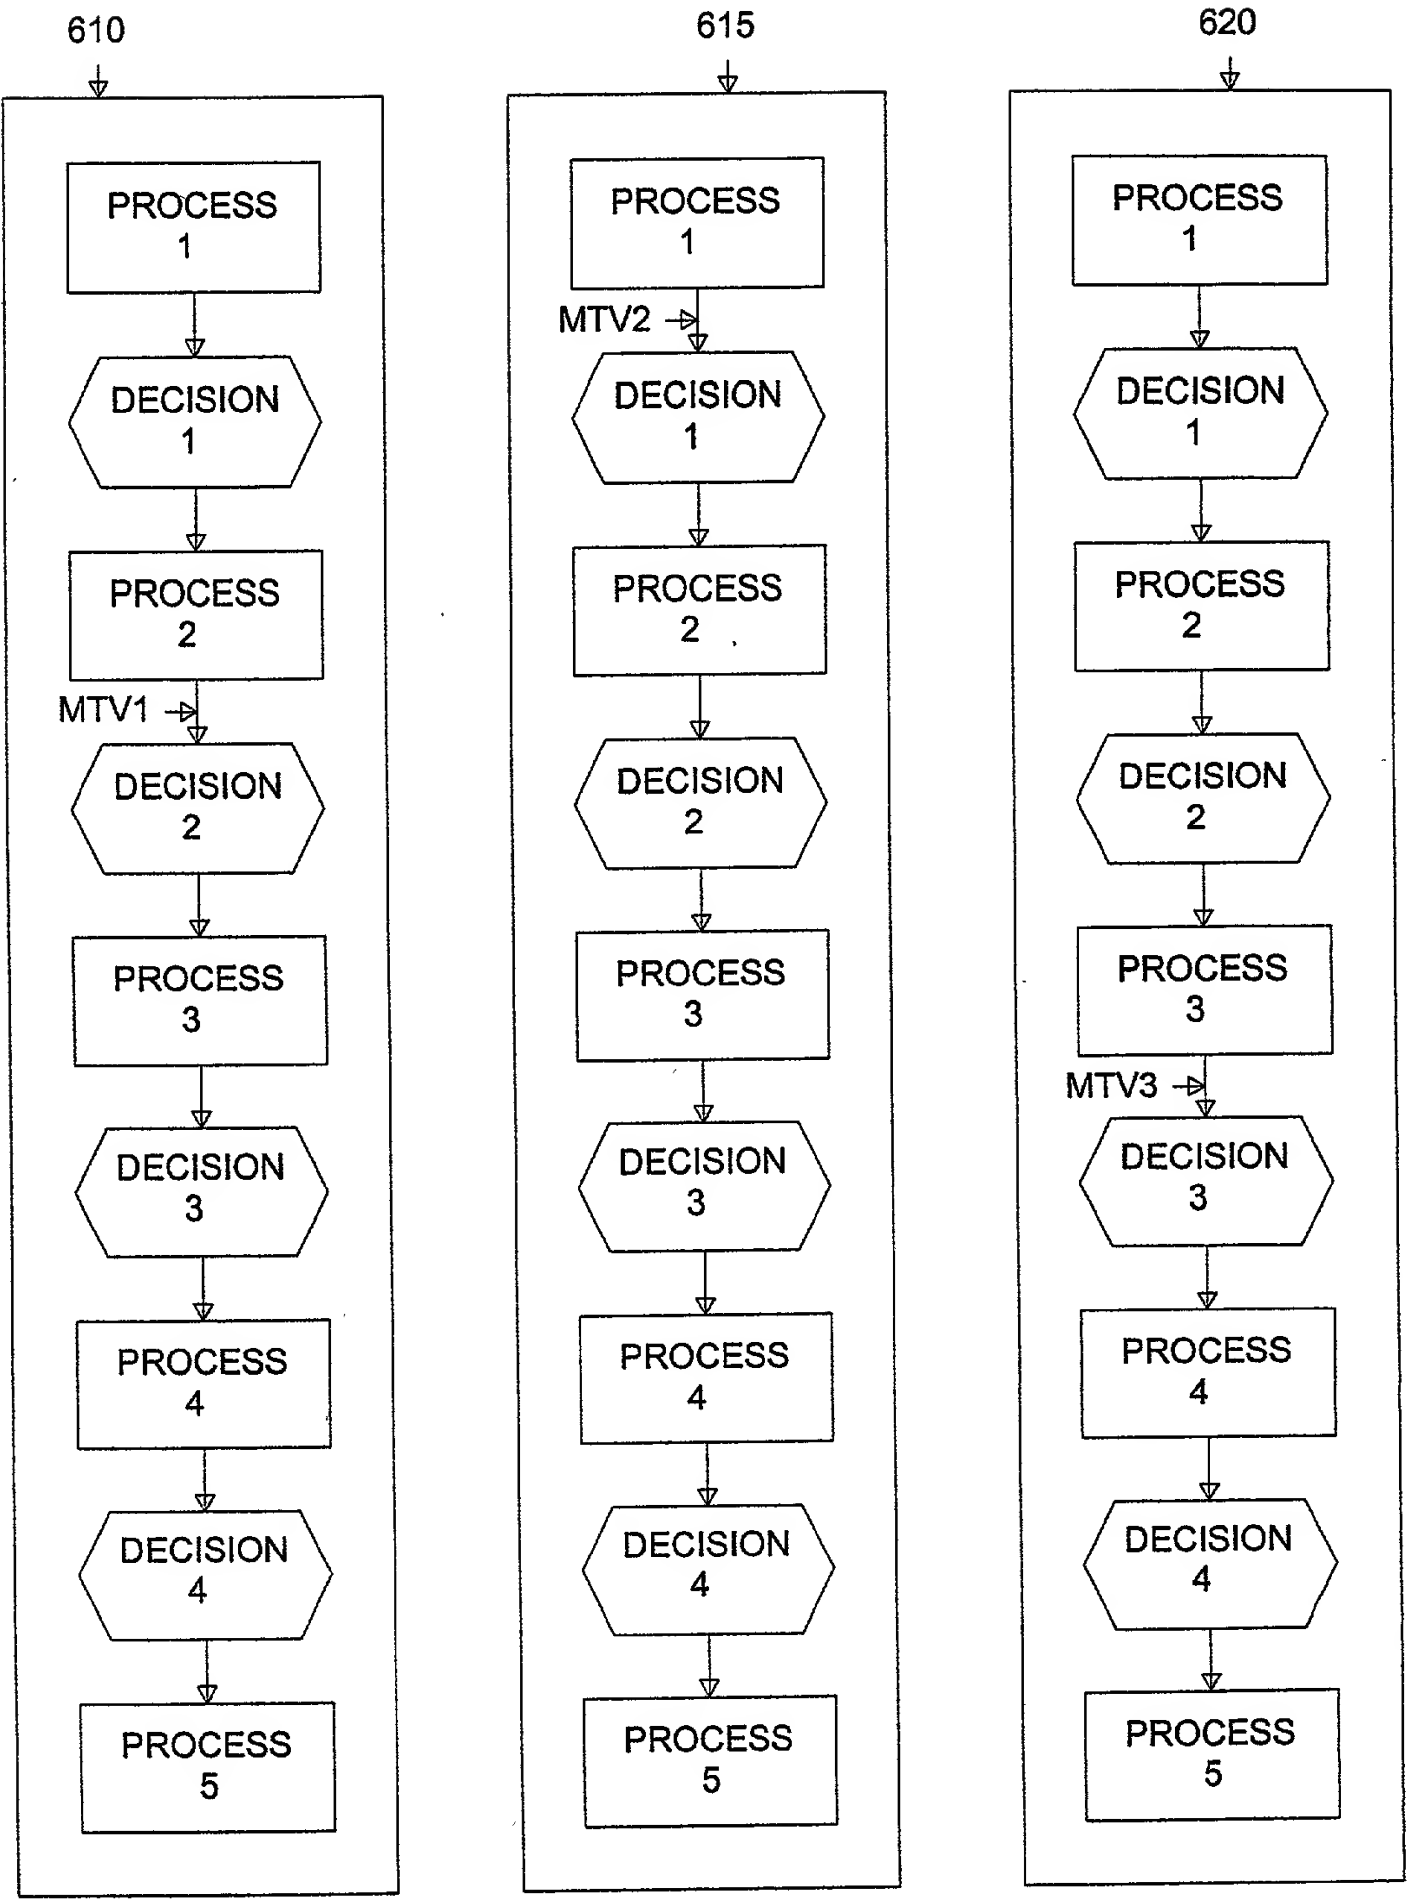 610
PROCESS
1
DECISION
1
PROCESS
2
MTV1
DECISION
2
PROCESS
3
DECISION
3
PROCESS
4
DECISION
4
PROCESS
5
615
PROCESS
1
MTV2
DECISION
1
PROCESS
2
DECISION
2
PROCESS
3
DECISION
3
PROCESS
4
DECISION
4
PROCESS
5
620
PROCESS
1
DECISION
1
PROCESS
2
DECISION
2
PROCESS
3
MTV3
DECISION
3
PROCESS
4
DECISION
4
PROCESS
5